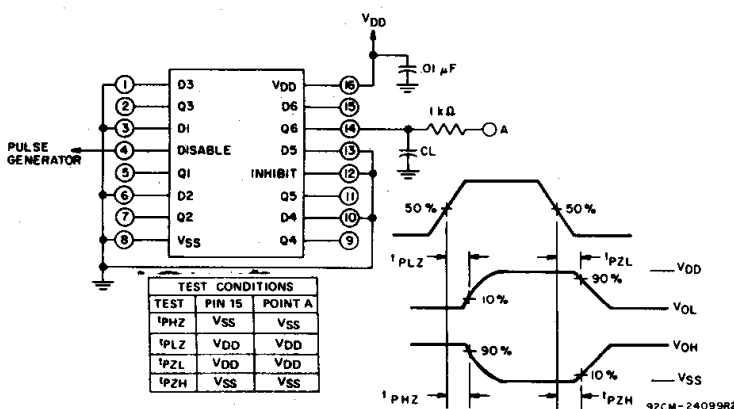 VDD
.01 µF
1 D3 VDD 16
2 Q3 D6 15
3 D1 Q6 14
1 kΩ
A
CL
PULSE GENERATOR
4 DISABLE D5 13
5 Q1 INHIBIT 12
6 D2 Q5 11
7 Q2 D4 10
8 VSS Q4 9
50% 50%
tPLZ tPZL
10% 90%
VDD
VOL
90% 10%
VOH
VSS
tPHZ tPZH
TEST CONDITIONS
TEST PIN 15 POINT A
tPHZ VSS VSS
tPLZ VDD VDD
tPZL VDD VDD
tPZH VSS VSS
92CM-24099R2